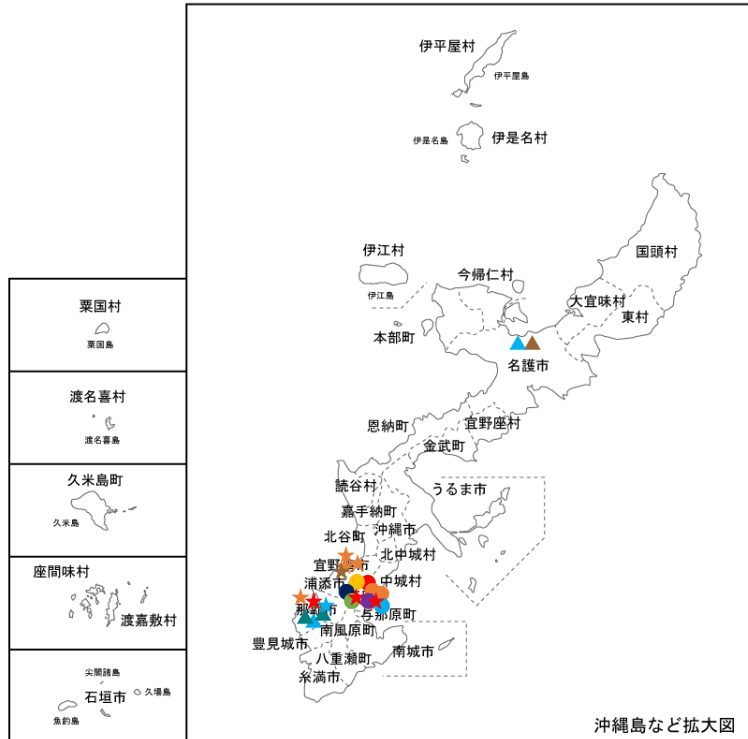 伊平屋村
伊平屋島
伊是名島
伊是名村
国頭村
伊江村
伊江島
今帰仁村
大宜味村
東村
本部町
名護市
粟国村
粟国島
渡名喜村
渡名喜島
久米島町
久米島
座間味村
渡嘉敷村
尖閣諸島
石垣市
久場島
魚釣島
恩納村
宜野座村
金武町
読谷村
うるま市
嘉手納町
沖縄市
北谷町
北中城村
宜野湾市
浦添市
中城村
那覇市
与那原町
南風原町
豊見城市
八重瀬町
南城市
糸満市
沖縄島など拡大図